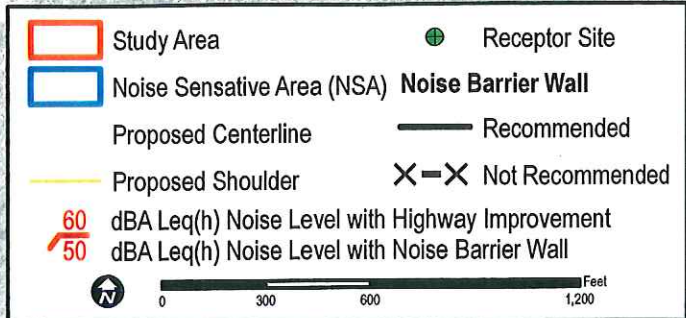 Study Area
Receptor Site
Noise Sensative Area (NSA)
Noise Barrier Wall
Proposed Centerline
Recommended
Proposed Shoulder
Not Recommended
60 dBA Leq(h) Noise Level with Highway Improvement
50 dBA Leq(h) Noise Level with Noise Barrier Wall
N
Feet
0 300 600 1,200